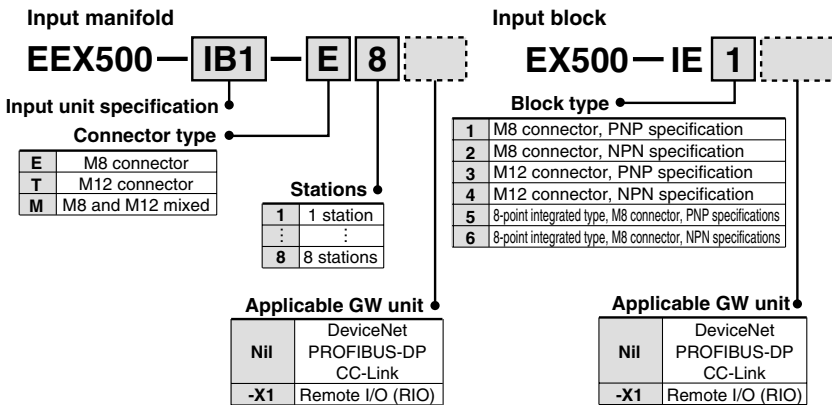 Input manifold
EEX500 — IB1 — E 8
Input unit specification
Connector type
E M8 connector
T M12 connector
M M8 and M12 mixed
Stations
1 1 station
⋮ ⋮
8 8 stations
Applicable GW unit
Nil DeviceNet
PROFIBUS-DP
CC-Link
-X1 Remote I/O (RIO)
Input block
EX500 — IE 1
Block type
1 M8 connector, PNP specification
2 M8 connector, NPN specification
3 M12 connector, PNP specification
4 M12 connector, NPN specification
5 8-point integrated type, M8 connector, PNP specifications
6 8-point integrated type, M8 connector, NPN specifications
Applicable GW unit
Nil DeviceNet
PROFIBUS-DP
CC-Link
-X1 Remote I/O (RIO)